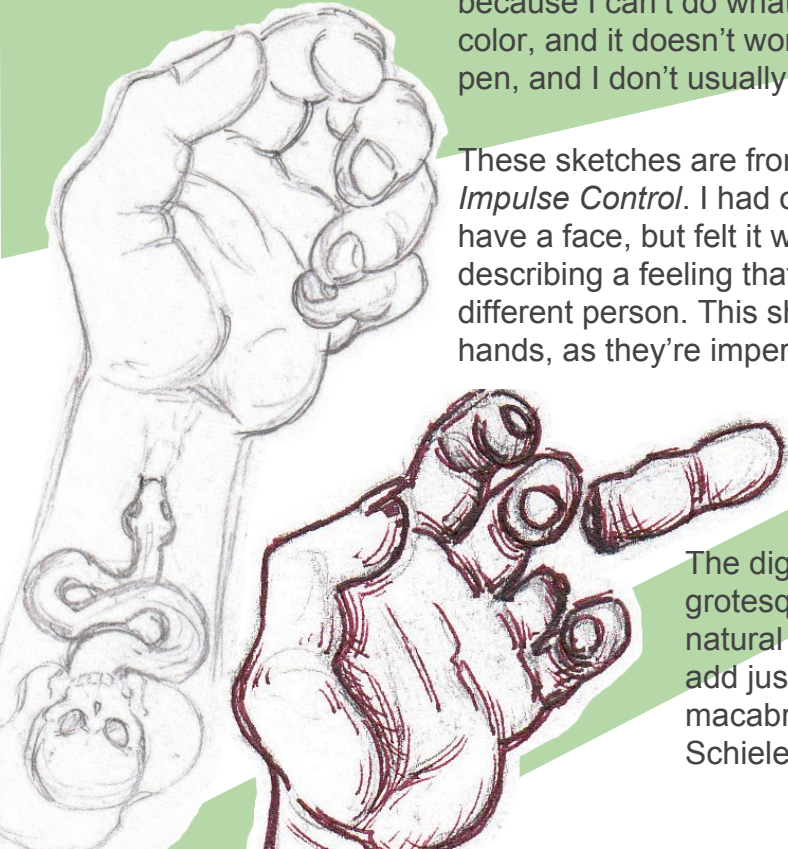 because I can't do what
color, and it doesn't wor
pen, and I don't usually
These sketches are fror
Impulse Control. I had o
have a face, but felt it w
describing a feeling that
different person. This sh
hands, as they're imper
The dig
grotesq
natural
add jus
macabr
Schiele